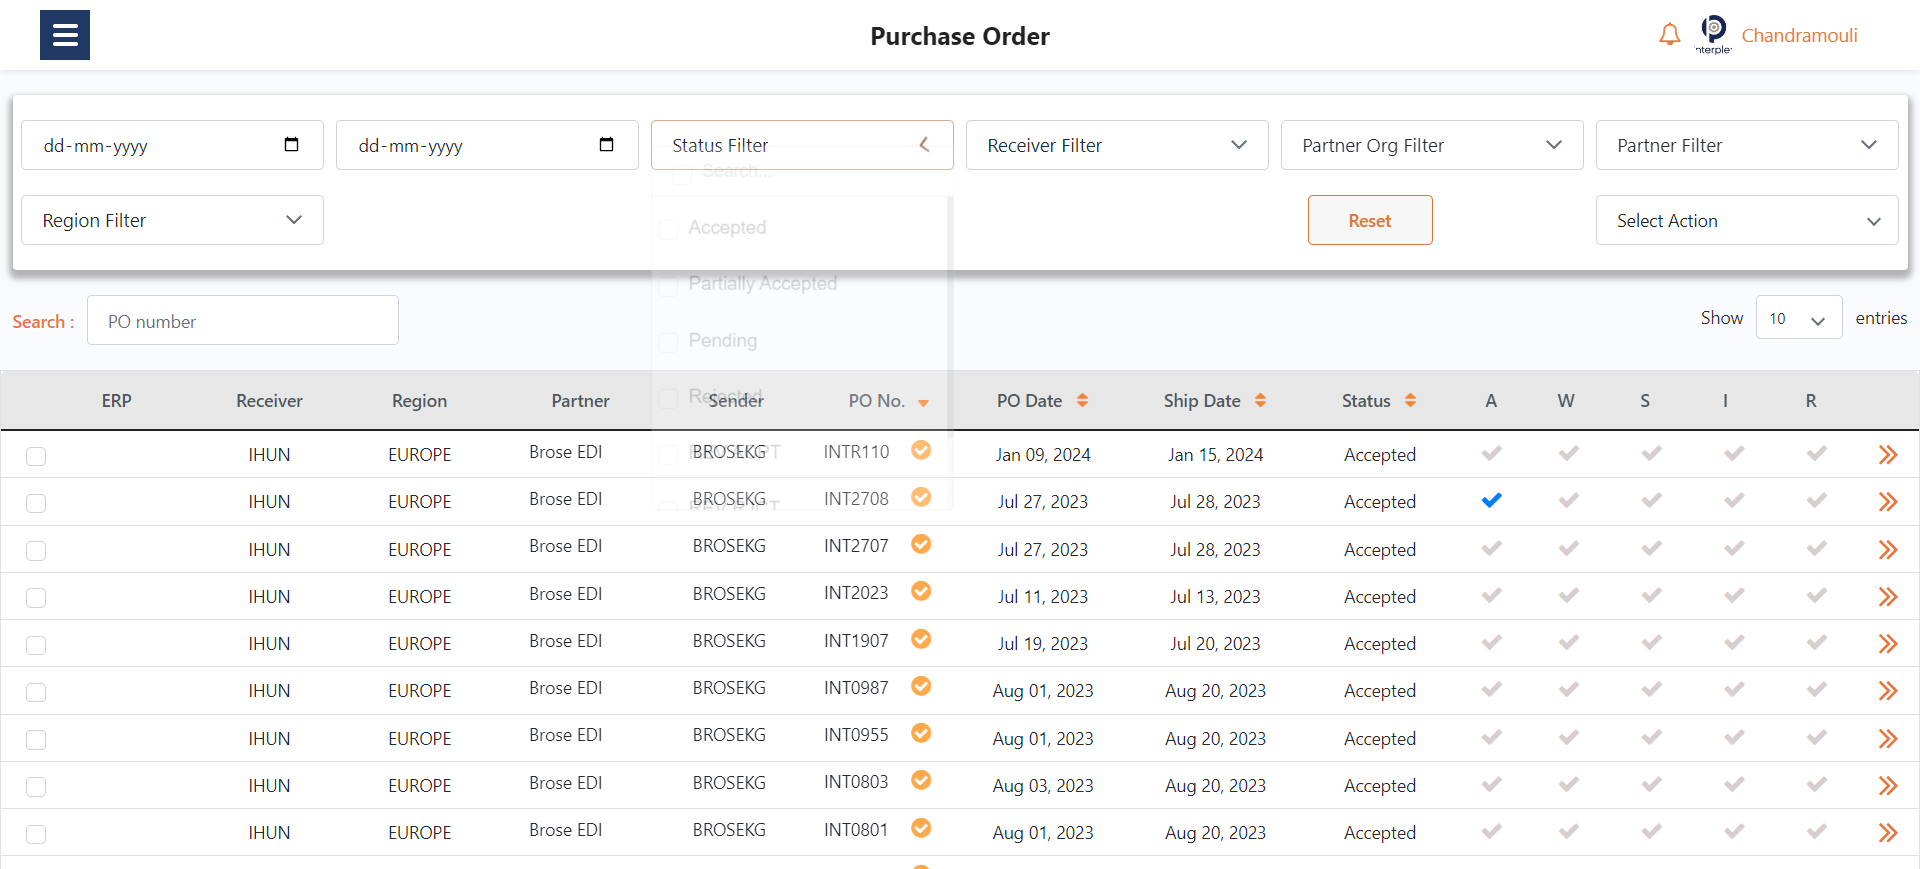 Purchase Order
nterple
Chandramouli
dd-mm-yyyy
dd-mm-yyyy
Status Filter
Receiver Filter
Partner Org Filter
Partner Filter
Search...
Region Filter
Reset
Select Action
Accepted
Partially Accepted
Pending
Rejected
Search :
PO number
Show 10 entries
ERP Receiver Region Partner Sender PO No. PO Date Ship Date Status A W S I R
IHUN EUROPE Brose EDI BROSEKG INTR110 Jan 09, 2024 Jan 15, 2024 Accepted
IHUN EUROPE Brose EDI BROSEKG INT2708 Jul 27, 2023 Jul 28, 2023 Accepted
IHUN EUROPE Brose EDI BROSEKG INT2707 Jul 27, 2023 Jul 28, 2023 Accepted
IHUN EUROPE Brose EDI BROSEKG INT2023 Jul 11, 2023 Jul 13, 2023 Accepted
IHUN EUROPE Brose EDI BROSEKG INT1907 Jul 19, 2023 Jul 20, 2023 Accepted
IHUN EUROPE Brose EDI BROSEKG INT0987 Aug 01, 2023 Aug 20, 2023 Accepted
IHUN EUROPE Brose EDI BROSEKG INT0955 Aug 01, 2023 Aug 20, 2023 Accepted
IHUN EUROPE Brose EDI BROSEKG INT0803 Aug 03, 2023 Aug 20, 2023 Accepted
IHUN EUROPE Brose EDI BROSEKG INT0801 Aug 01, 2023 Aug 20, 2023 Accepted